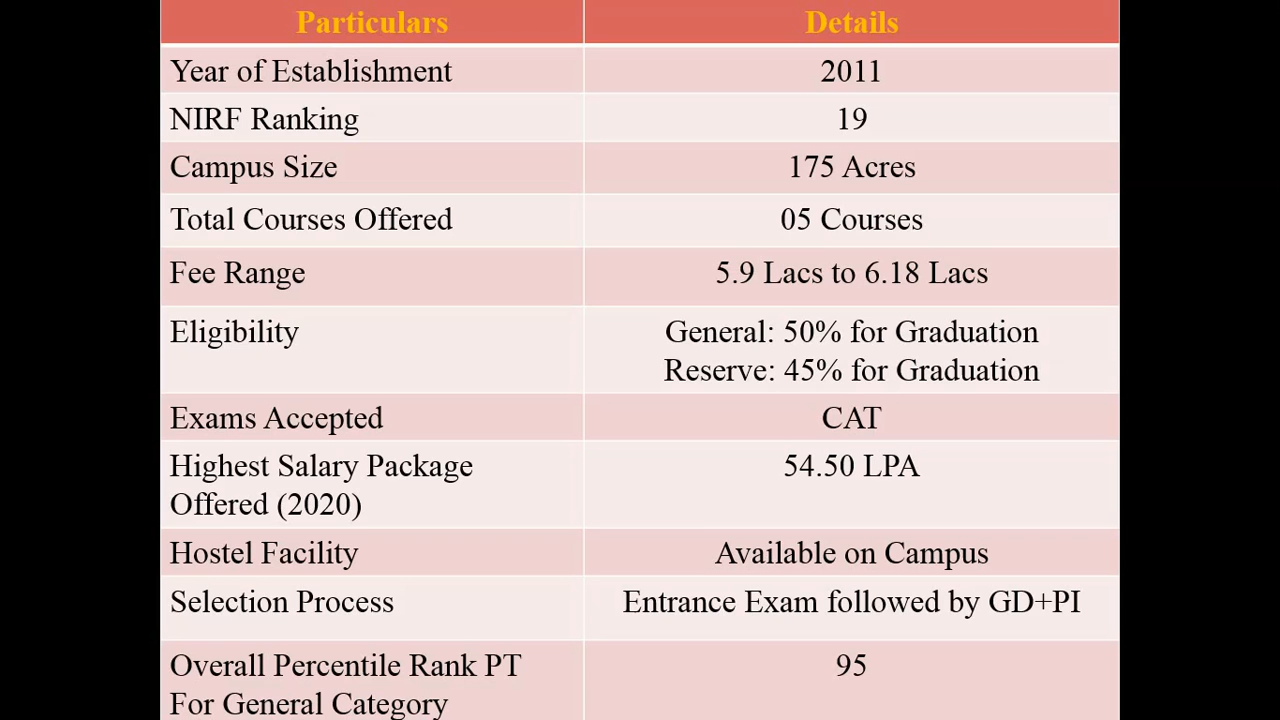 Particulars Details
Year of Establishment 2011
NIRF Ranking 19
Campus Size 175 Acres
Total Courses Offered 05 Courses
Fee Range 5.9 Lacs to 6.18 Lacs
Eligibility General: 50% for Graduation
Reserve: 45% for Graduation
Exams Accepted CAT
Highest Salary Package 54.50 LPA
Offered (2020)
Hostel Facility Available on Campus
Selection Process Entrance Exam followed by GD+PI
Overall Percentile Rank PT 95
For General Category